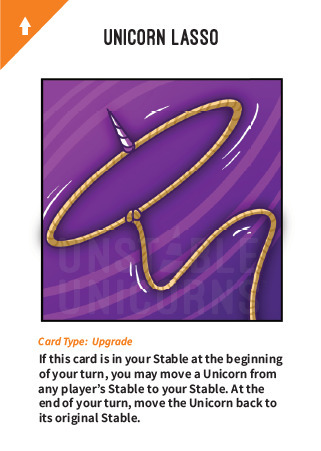 UNICORN LASSO
UNSTABLE
UNICORNS
Card Type: Upgrade
If this card is in your Stable at the beginning
of your turn, you may move a Unicorn from
any player's Stable to your Stable. At the
end of your turn, move the Unicorn back to
its original Stable.